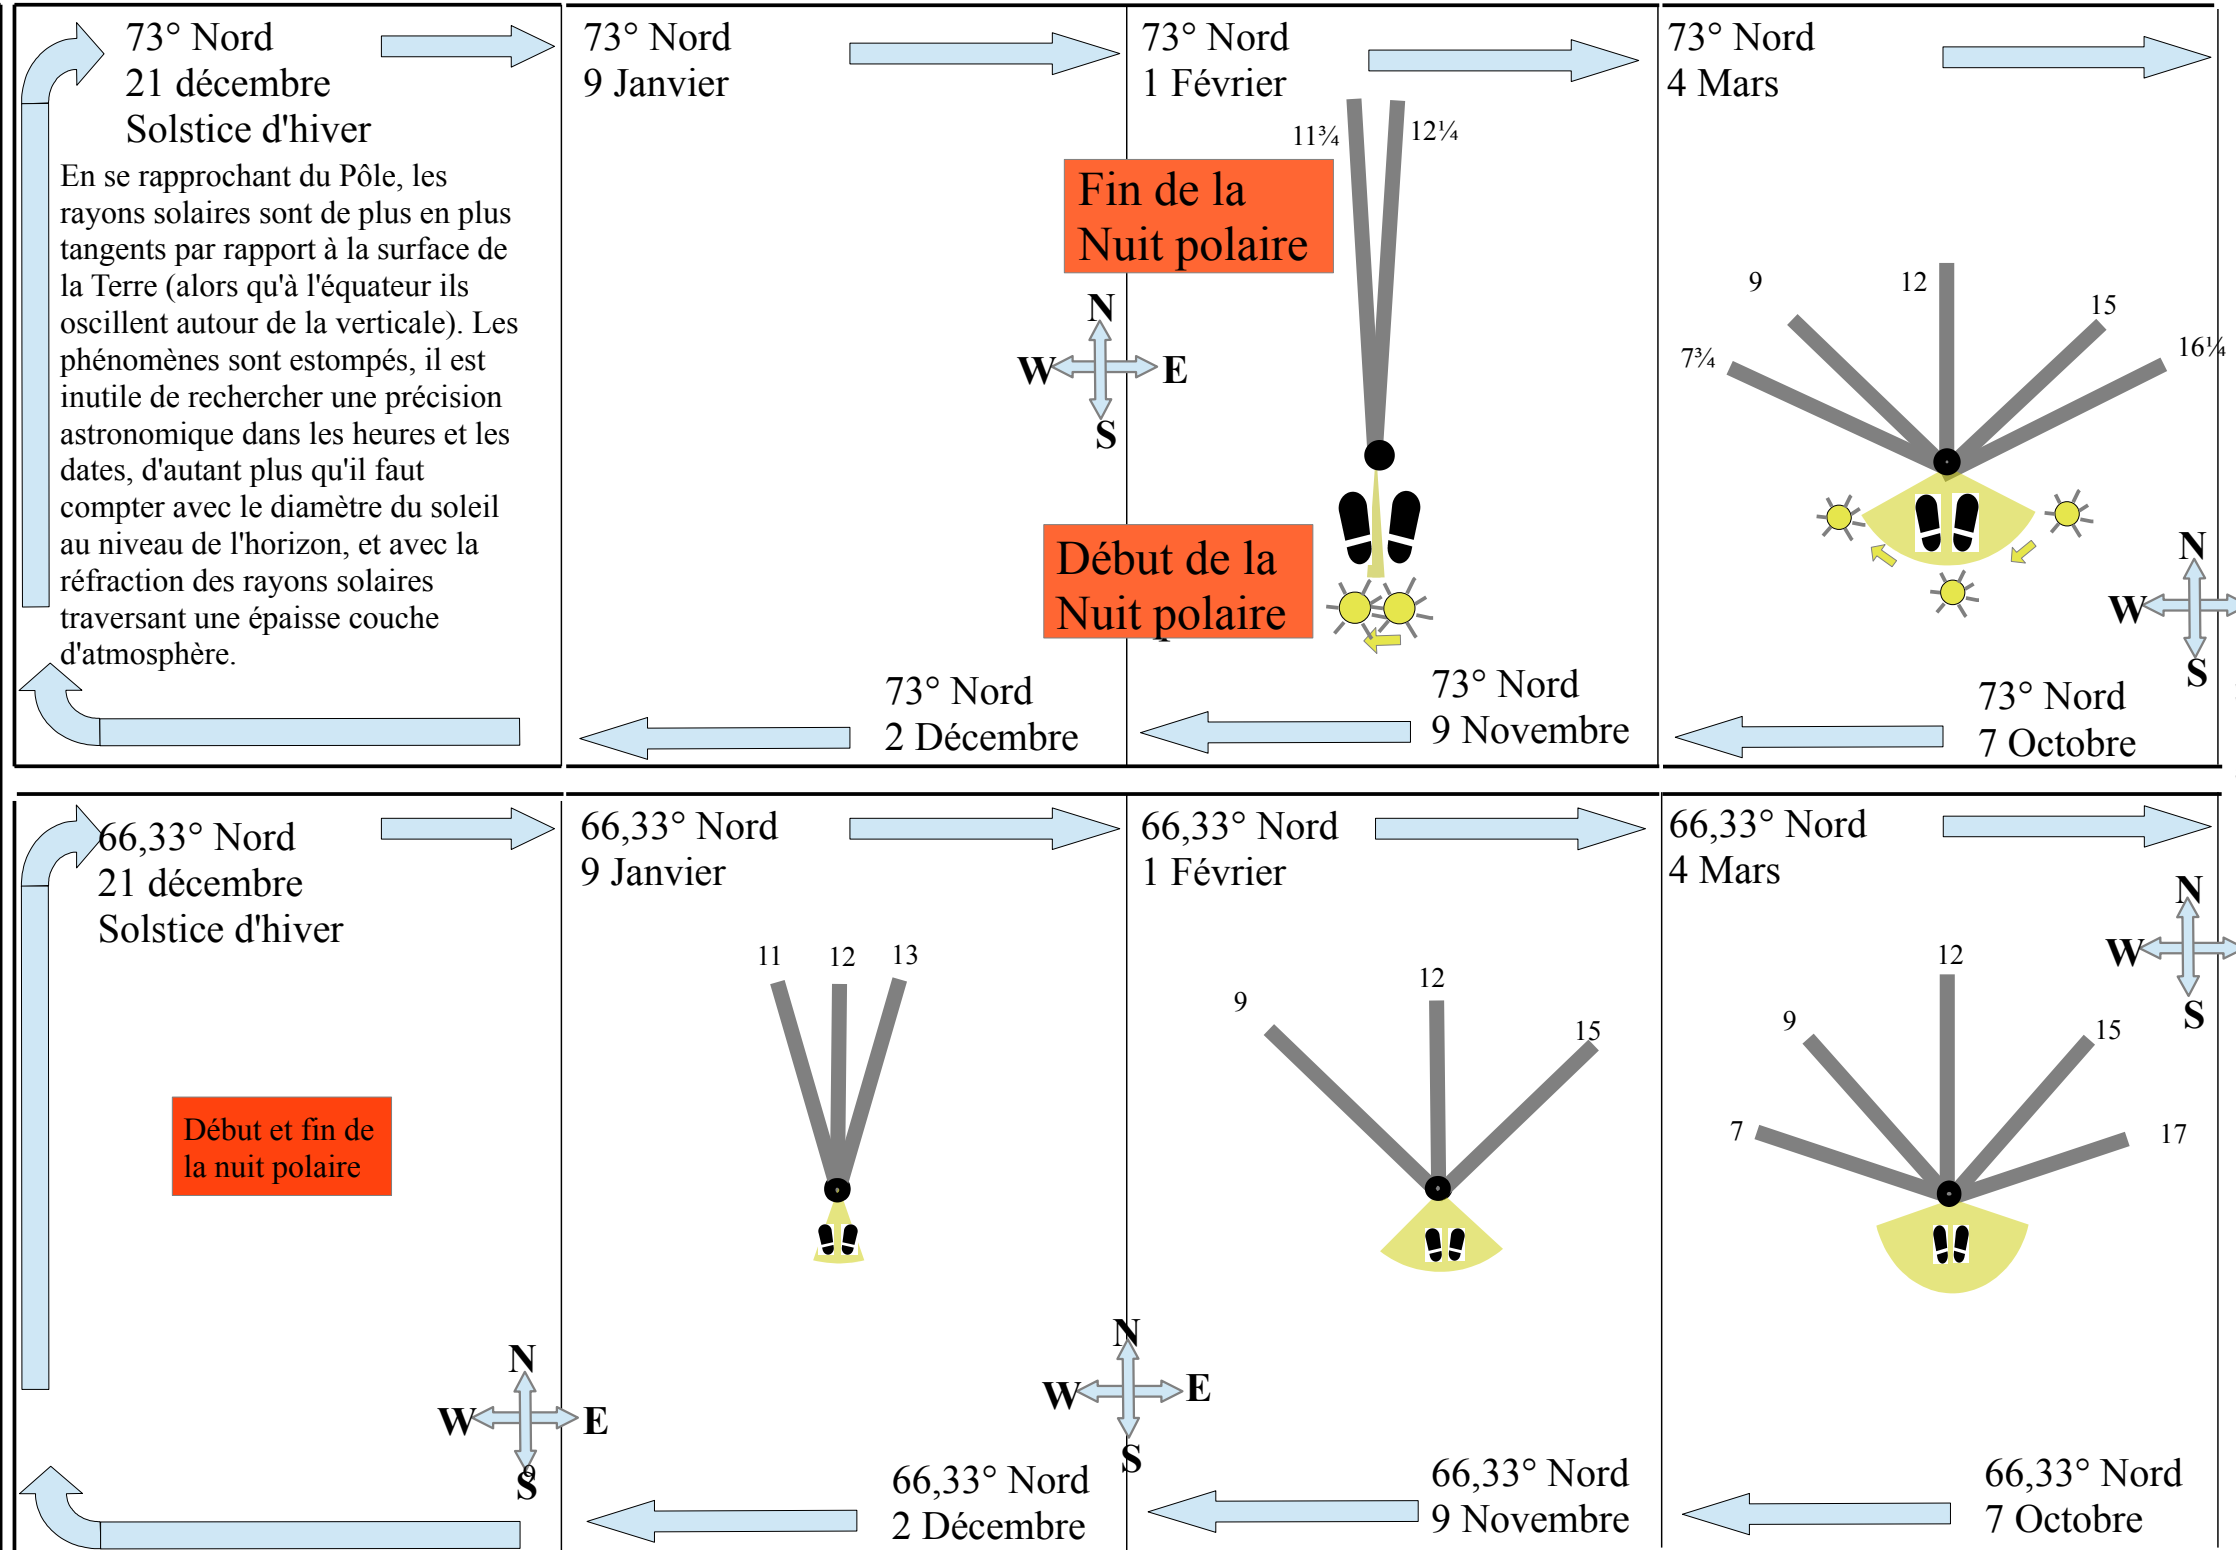 73° Nord
21 décembre
Solstice d'hiver
En se rapprochant du Pôle, les
rayons solaires sont de plus en plus
tangents par rapport à la surface de
la Terre (alors qu'à l'équateur ils
oscillent autour de la verticale). Les
phénomènes sont estompés, il est
inutile de rechercher une précision
astronomique dans les heures et les
dates, d'autant plus qu'il faut
compter avec le diamètre du soleil
au niveau de l'horizon, et avec la
réfraction des rayons solaires
traversant une épaisse couche
d'atmosphère.
73° Nord
9 Janvier
73° Nord
2 Décembre
N
W E
S
73° Nord
1 Février
11¾ 12¼
Fin de la
Nuit polaire
Début de la
Nuit polaire
73° Nord
9 Novembre
73° Nord
4 Mars
9 12 15
7¾ 16¼
N
W
S
73° Nord
7 Octobre
66,33° Nord
21 décembre
Solstice d'hiver
Début et fin de
la nuit polaire
N
W E
9
S
66,33° Nord
9 Janvier
11 12 13
66,33° Nord
2 Décembre
N
W E
S
66,33° Nord
1 Février
9 12 15
66,33° Nord
9 Novembre
66,33° Nord
4 Mars
N
W
S
12
9 15
7 17
66,33° Nord
7 Octobre